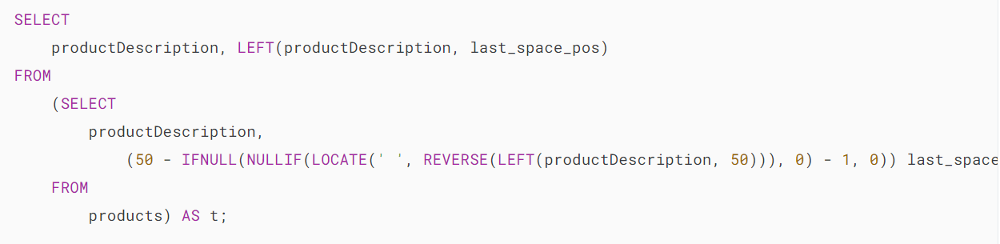 SELECT
productDescription, LEFT(productDescription, last_space_pos)
FROM
(SELECT
productDescription,
(50 - IFNULL(NULLIF(LOCATE(' ', REVERSE(LEFT(productDescription, 50))), 0) - 1, 0)) last_space
FROM
products) AS t;